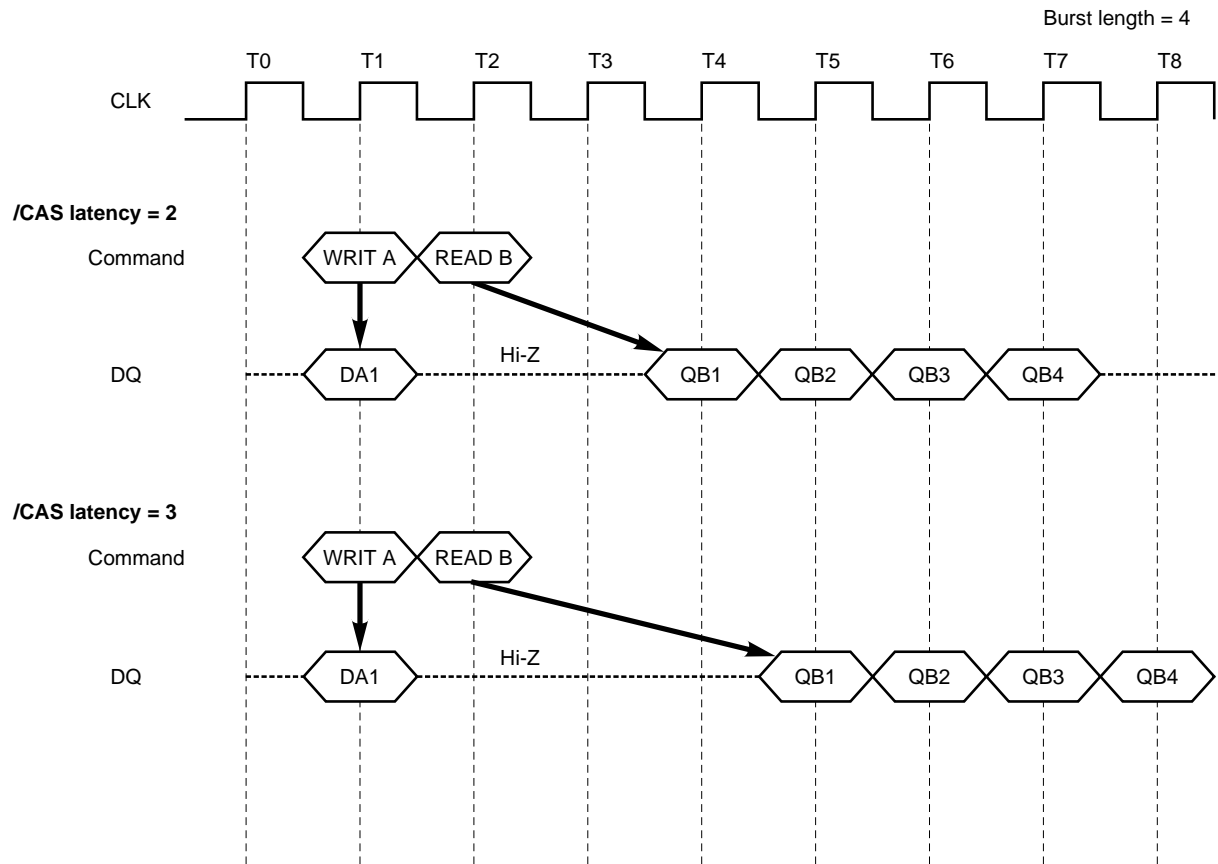 Burst length = 4
T0 T1 T2 T3 T4 T5 T6 T7 T8
CLK
/CAS latency = 2
Command WRIT A READ B
Hi-Z
DQ DA1 QB1 QB2 QB3 QB4
/CAS latency = 3
Command WRIT A READ B
Hi-Z
DQ DA1 QB1 QB2 QB3 QB4